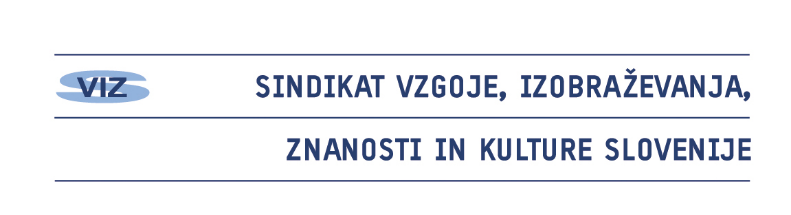 VIZ
SINDIKAT VZGOJE, IZOBRAŽEVANJA,
ZNANOSTI IN KULTURE SLOVENIJE